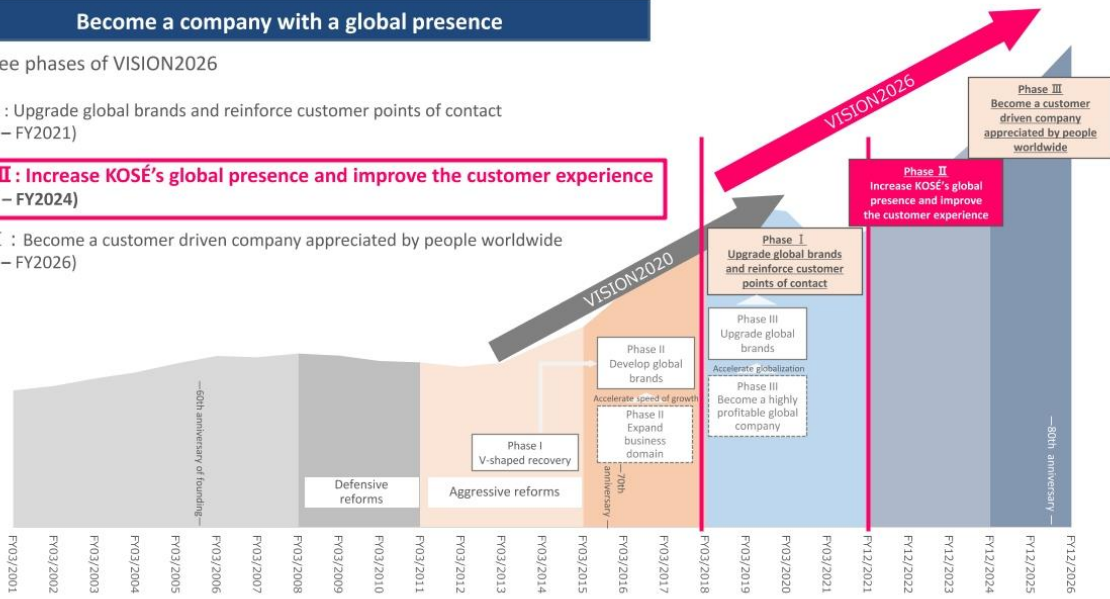 Become a company with a global presence
ee phases of VISION2026
: Upgrade global brands and reinforce customer points of contact
– FY2021)
Ⅱ : Increase KOSÉ’s global presence and improve the customer experience
– FY2024)
: Become a customer driven company appreciated by people worldwide
– FY2026)
VISION2026
Phase Ⅲ
Become a customer
driven company
appreciated by people
worldwide
Phase Ⅱ
Increase KOSÉ’s global
presence and improve
the customer experience
VISION2020
Phase Ⅰ
Upgrade global brands
and reinforce customer
points of contact
Phase III
Upgrade global
brands
Accelerate globalization
Phase III
Become a highly
profitable global
company
Phase II
Develop global
brands
Accelerate speed of growth
Phase II
Expand
business
domain
Phase I
V-shaped recovery
Defensive
reforms
Aggressive reforms
—60th anniversary of founding—
—70th
anniversary—
—80th anniversary—
FY03/2001
FY03/2002
FY03/2003
FY03/2004
FY03/2005
FY03/2006
FY03/2007
FY03/2008
FY03/2009
FY03/2010
FY03/2011
FY03/2012
FY03/2013
FY03/2014
FY03/2015
FY03/2016
FY03/2017
FY03/2018
FY03/2019
FY03/2020
FY03/2021
FY12/2021
FY12/2022
FY12/2023
FY12/2024
FY12/2025
FY12/2026